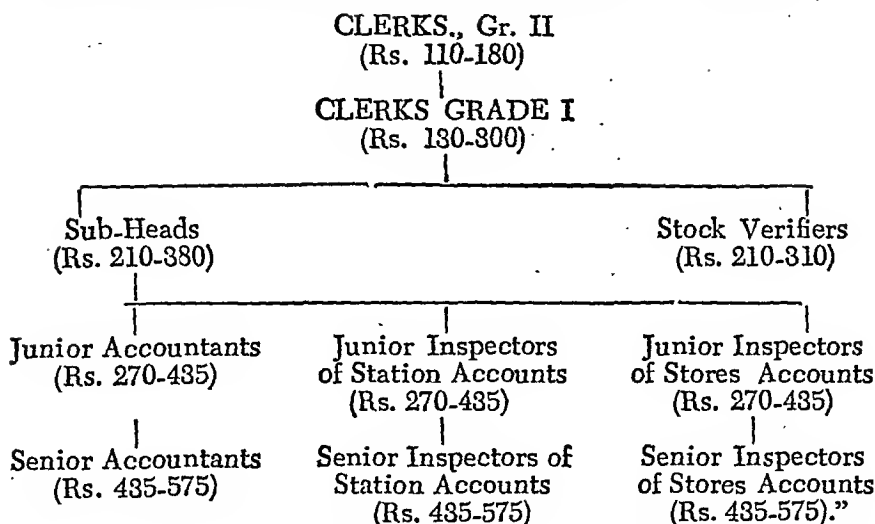 CLERKS., Gr. II
(Rs. 110-180)
CLERKS GRADE I
(Rs. 130-300)
Sub-Heads
(Rs. 210-380)
Stock Verifiers
(Rs. 210-310)
Junior Accountants
(Rs. 270-435)
Junior Inspectors
of Station Accounts
(Rs. 270-435)
Junior Inspectors
of Stores Accounts
(Rs. 270-435)
Senior Accountants
(Rs. 435-575)
Senior Inspectors of
Station Accounts
(Rs. 435-575)
Senior Inspectors
of Stores Accounts
(Rs. 435-575).”